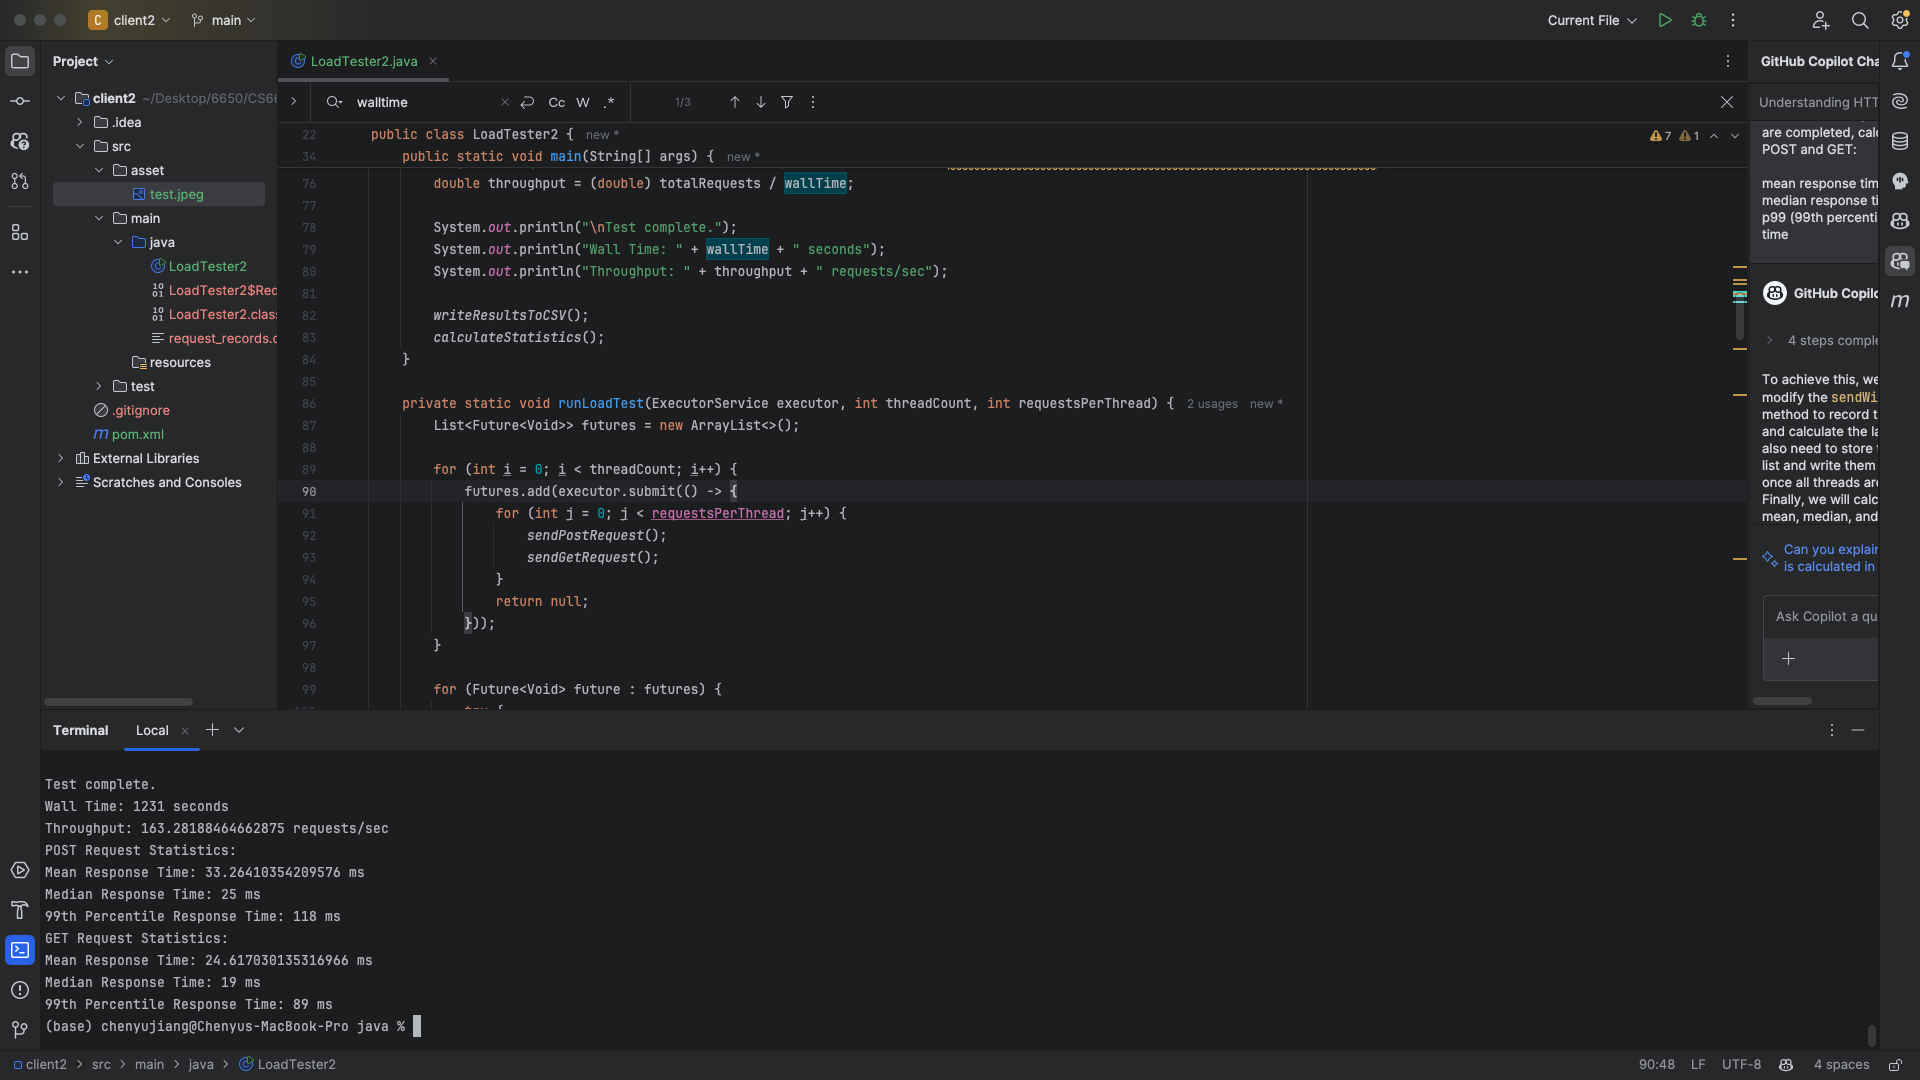 C client2 main Current File
Project
client2 ~/Desktop/6650/CS6
.idea
src
asset
test.jpeg
main
java
LoadTester2
LoadTester2$Rec
LoadTester2.clas
request_records.c
resources
test
.gitignore
pom.xml
External Libraries
Scratches and Consoles
LoadTester2.java
walltime Cc W .* 1/3
22 public class LoadTester2 { new *
34 public static void main(String[] args) { new *
7 1
76 double throughput = (double) totalRequests / wallTime;
77
78 System.out.println("\nTest complete.");
79 System.out.println("Wall Time: " + wallTime + " seconds");
80 System.out.println("Throughput: " + throughput + " requests/sec");
81
82 writeResultsToCSV();
83 calculateStatistics();
84 }
85
86 private static void runLoadTest(ExecutorService executor, int threadCount, int requestsPerThread) { 2 usages new *
87 List<Future<Void>> futures = new ArrayList<>();
88
89 for (int i = 0; i < threadCount; i++) {
90 futures.add(executor.submit(() -> {
91 for (int j = 0; j < requestsPerThread; j++) {
92 sendPostRequest();
93 sendGetRequest();
94 }
95 return null;
96 }));
97 }
98
99 for (Future<Void> future : futures) {
GitHub Copilot Cha
Understanding HTT
are completed, calc
POST and GET:
mean response tim
median response ti
p99 (99th percenti
time
GitHub Copilo
4 steps comple
To achieve this, we
modify the sendWi
method to record t
and calculate the la
also need to store t
list and write them
once all threads are
Finally, we will calc
mean, median, and
Can you explain
is calculated in
Ask Copilot a qu
m
Terminal Local
Test complete.
Wall Time: 1231 seconds
Throughput: 163.28188464662875 requests/sec
POST Request Statistics:
Mean Response Time: 33.26410354209576 ms
Median Response Time: 25 ms
99th Percentile Response Time: 118 ms
GET Request Statistics:
Mean Response Time: 24.617030135316966 ms
Median Response Time: 19 ms
99th Percentile Response Time: 89 ms
(base) chenyujiang@Chenyus-MacBook-Pro java %
client2 > src > main > java > LoadTester2 90:48 LF UTF-8 4 spaces